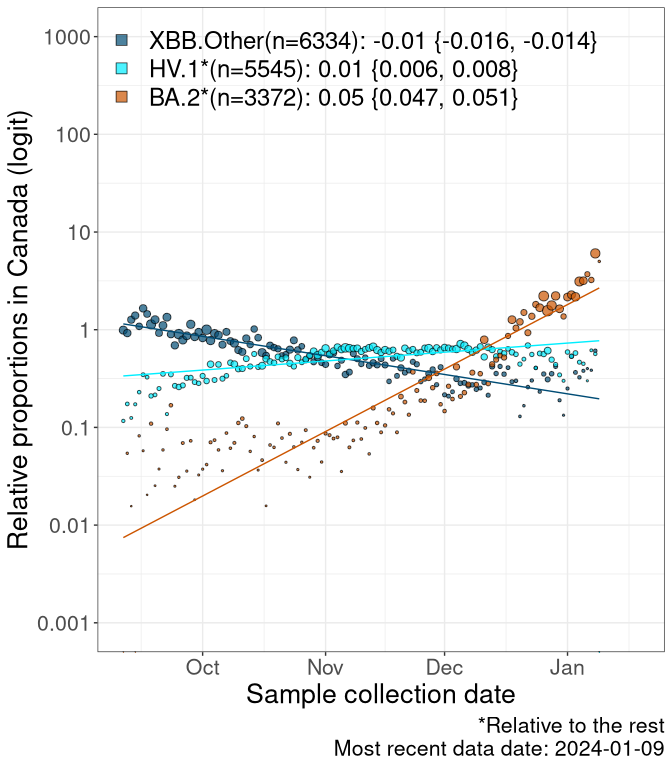 XBB.Other(n=6334): -0.01 {-0.016, -0.014}
HV.1*(n=5545): 0.01 {0.006, 0.008}
BA.2*(n=3372): 0.05 {0.047, 0.051}
Relative proportions in Canada (logit)
1000
100
10
1
0.1
0.01
0.001
Oct Nov Dec Jan
Sample collection date
*Relative to the rest
Most recent data date: 2024-01-09